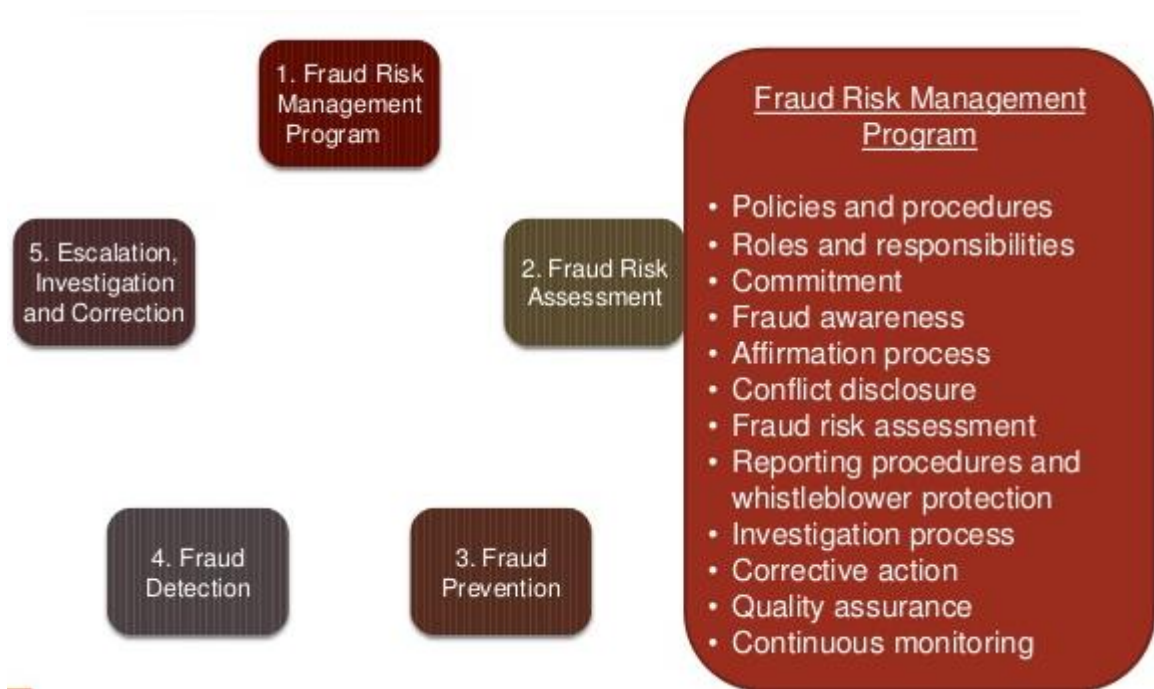 1. Fraud Risk
Management
Program
5. Escalation,
Investigation
and Correction
2. Fraud Risk
Assessment
4. Fraud
Detection
3. Fraud
Prevention
Fraud Risk Management
Program
• Policies and procedures
• Roles and responsibilities
• Commitment
• Fraud awareness
• Affirmation process
• Conflict disclosure
• Fraud risk assessment
• Reporting procedures and
whistleblower protection
• Investigation process
• Corrective action
• Quality assurance
• Continuous monitoring